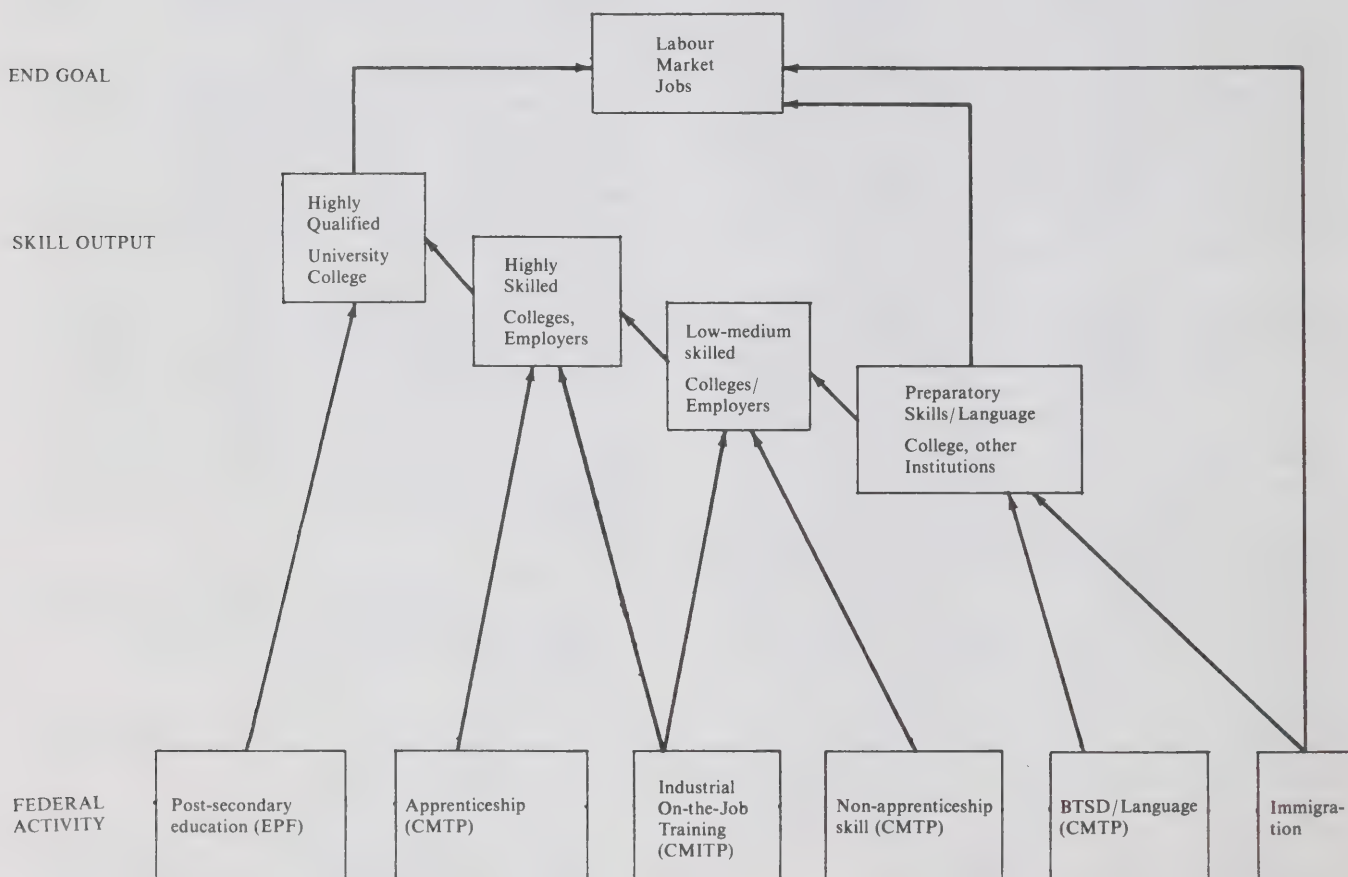 END GOAL
Labour
Market
Jobs
SKILL OUTPUT
Highly
Qualified
University
College
Highly
Skilled
Colleges,
Employers
Low-medium
skilled
Colleges/
Employers
Preparatory
Skills/Language
College, other
Institutions
FEDERAL
ACTIVITY
Post-secondary
education (EPF)
Apprenticeship
(CMTP)
Industrial
On-the-Job
Training
(CMITP)
Non-apprenticeship
skill (CMTP)
BTSD/Language
(CMTP)
Immigra-
tion